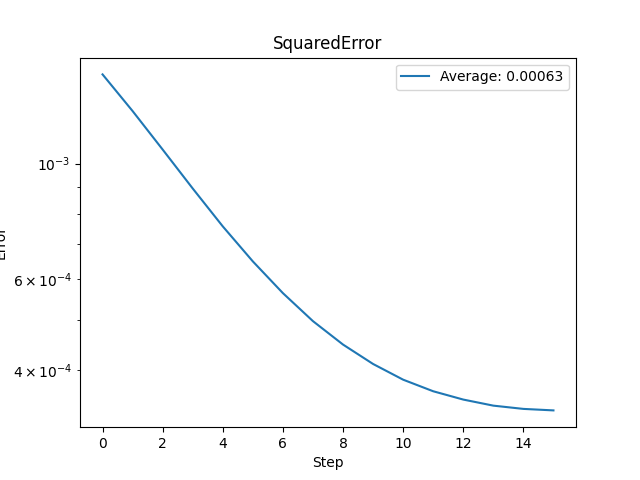 SquaredError
Average: 0.00063
10⁻³
6 × 10⁻⁴
4 × 10⁻⁴
Error
0 2 4 6 8 10 12 14
Step